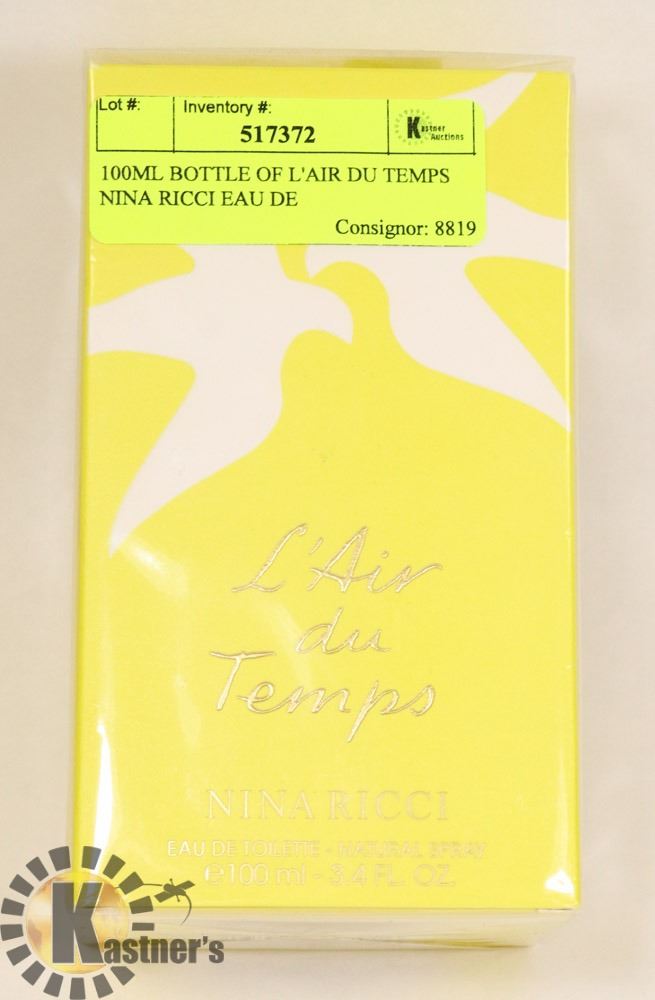 Lot #:
Inventory #:
517372
Kastner
Auctions
100ML BOTTLE OF L'AIR DU TEMPS
NINA RICCI EAU DE
Consignor: 8819
L'Air
du
Temps
NINA RICCI
EAU DE TOILETTE - NATURAL SPRAY
e 100 ml - 3.4 FL. OZ.
Kastner's